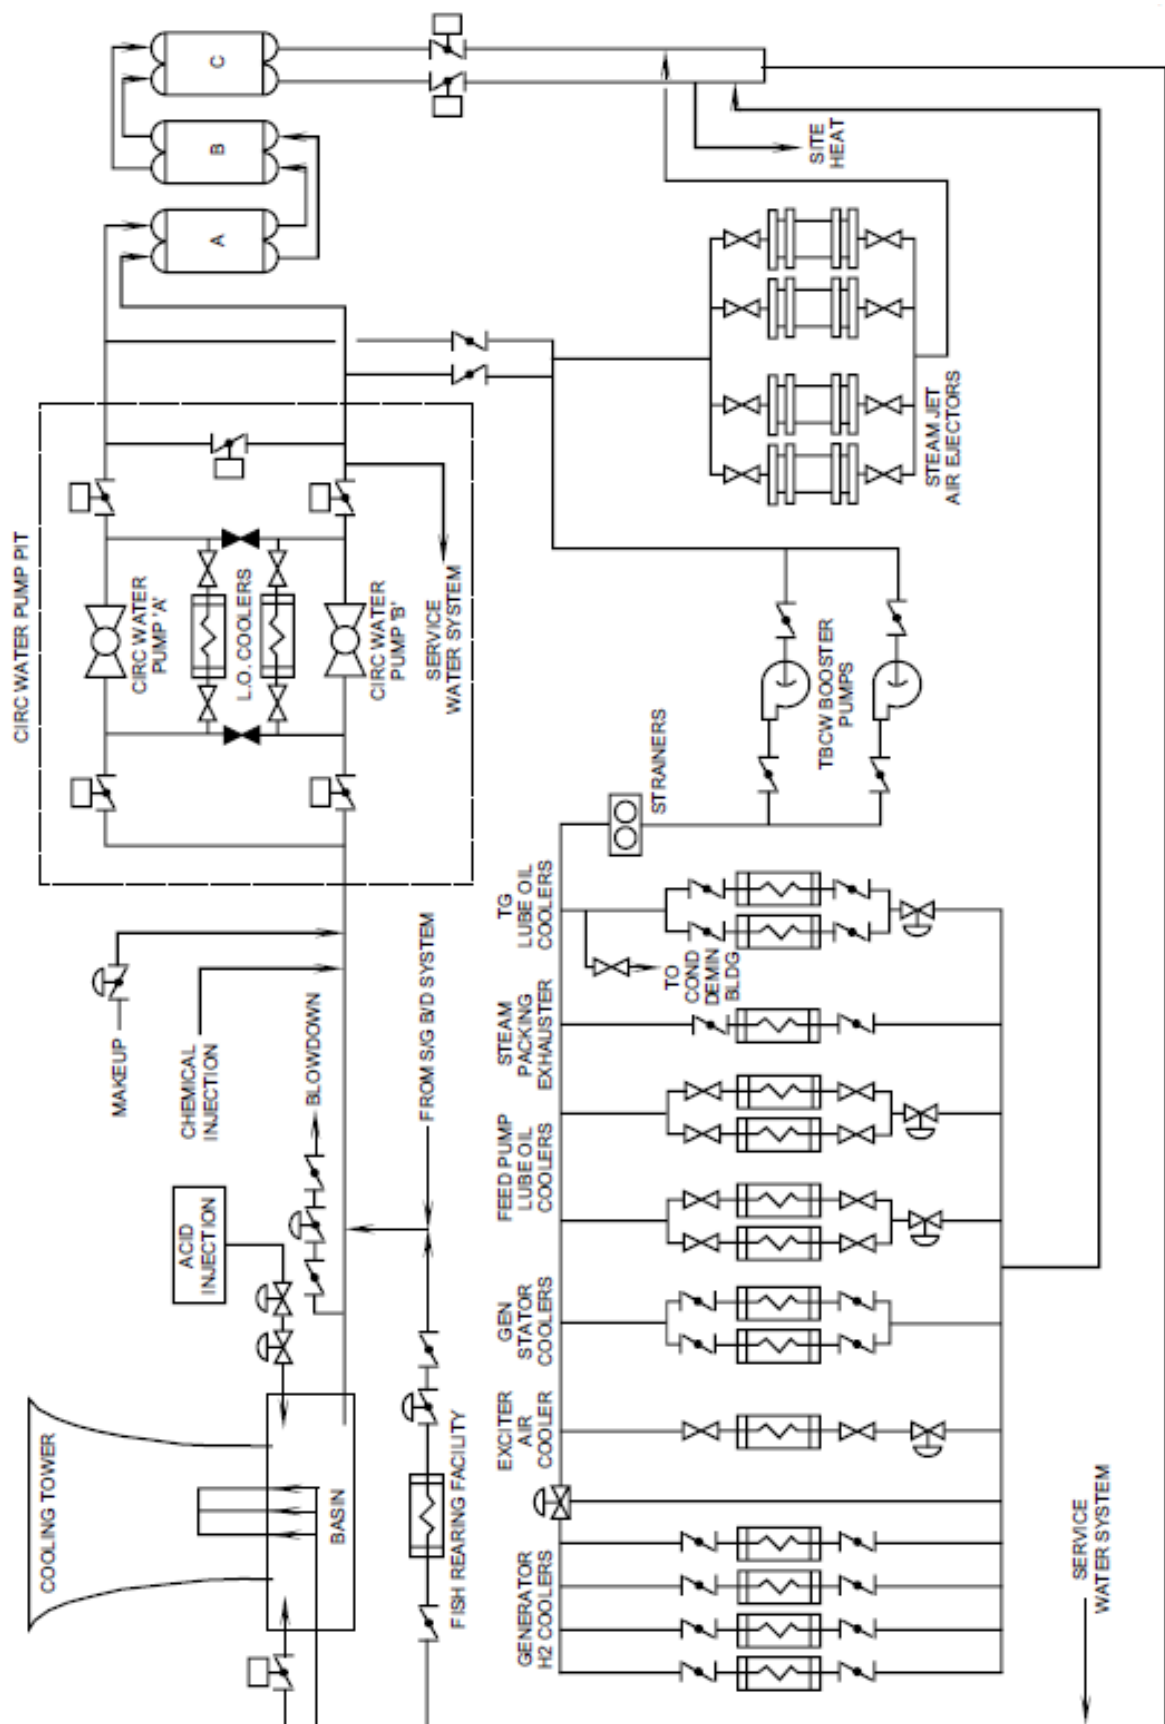 COOLING TOWER
BASIN
FISH REARING FACILITY
ACID
INJECTION
CHEMICAL
INJECTION
MAKEUP
BLOWDOWN
FROM S/G B/D SYSTEM
CIRC WATER PUMP PIT
CIRC WATER
PUMP 'A'
L.O. COOLERS
CIRC WATER
PUMP 'B'
SERVICE
WATER SYSTEM
A
B
C
SITE
HEAT
STEAM JET
AIR EJECTORS
TBCW BOOSTER
PUMPS
STRAINERS
TG
LUBE OIL
COOLERS
TO
COND
DEMIN
BLDG
STEAM
PACKING
EXHAUSTER
FEED PUMP
LUBE OIL
COOLERS
GEN
STATOR
COOLERS
EXCITER
AIR
COOLER
GENERATOR
H2 COOLERS
SERVICE
WATER SYSTEM